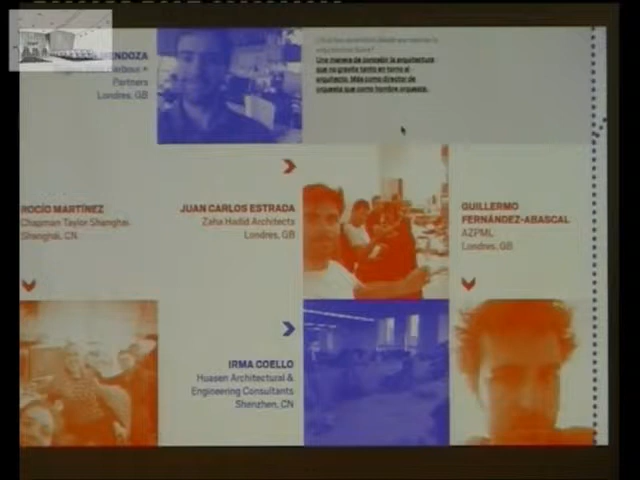 MENDOZA
Partners
Londres, GB
Una manera de concebir la arquitectura
que no gravita tanto en torno al
arquitecto. Más como director de
orquesta que como hombre orquesta.
ROCÍO MARTÍNEZ
Chapman Taylor Shanghai
Shanghai, CN
JUAN CARLOS ESTRADA
Zaha Hadid Architects
Londres, GB
GUILLERMO
FERNÁNDEZ-ABASCAL
AZPML
Londres, GB
IRMA COELLO
Huasen Architectural &
Engineering Consultants
Shenzhen, CN